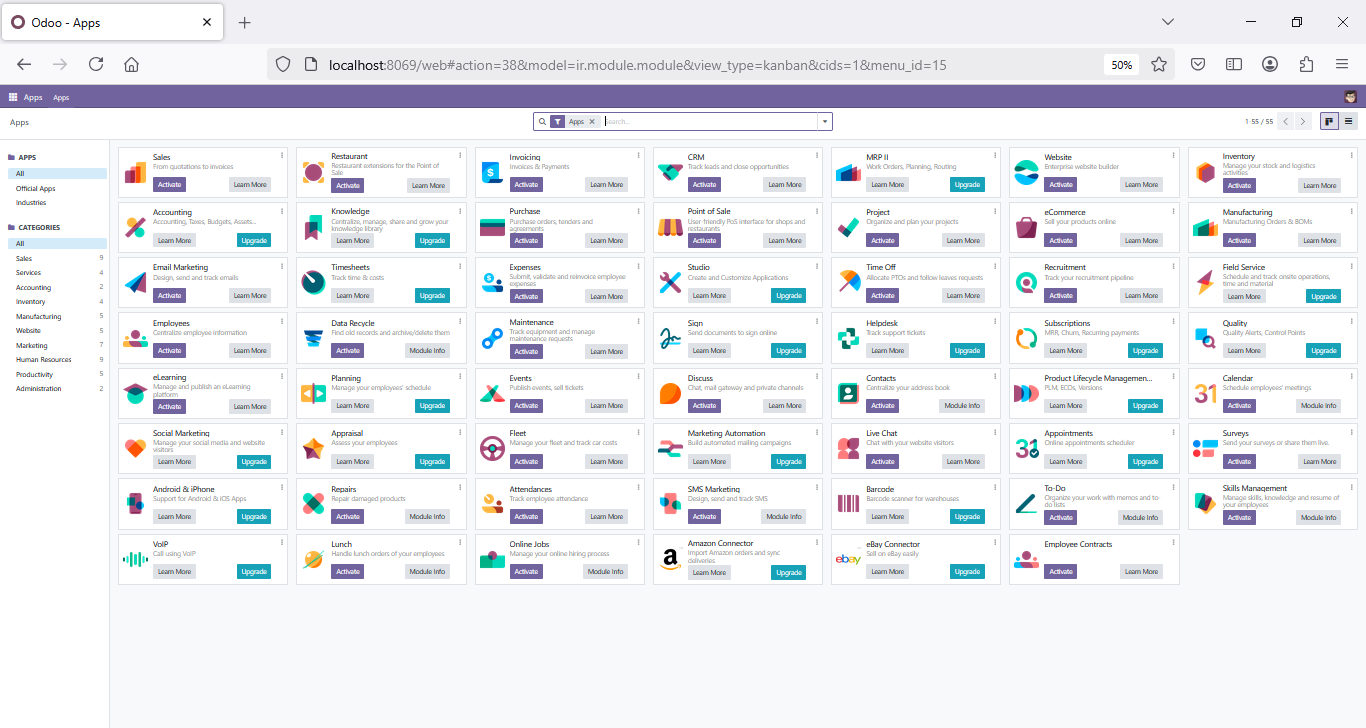 Odoo - Apps
localhost:8069/web#action=38&model=ir.module.module&view_type=kanban&cids=1&menu_id=15
50%
Apps Apps
Apps
Apps
Search...
1-55 / 55
APPS
All
Official Apps
Industries
CATEGORIES
All
Sales 9
Services 4
Accounting 2
Inventory 4
Manufacturing 5
Website 5
Marketing 7
Human Resources 9
Productivity 5
Administration 2
Sales
From quotations to invoices
Activate Learn More
Restaurant
Restaurant extensions for the Point of
Sale
Activate Learn More
Invoicing
Invoices & Payments
Activate Learn More
CRM
Track leads and close opportunities
Activate Learn More
MRP II
Work Orders, Planning, Routing
Learn More Upgrade
Website
Enterprise website builder
Activate Learn More
Inventory
Manage your stock and logistics
activities
Activate Learn More
Accounting
Accounting, Taxes, Budgets, Assets...
Learn More Upgrade
Knowledge
Centralize, manage, share and grow your
knowledge library
Learn More Upgrade
Purchase
Purchase orders, tenders and
agreements
Activate Learn More
Point of Sale
User-friendly PoS interface for shops and
restaurants
Activate Learn More
Project
Organize and plan your projects
Activate Learn More
eCommerce
Sell your products online
Activate Learn More
Manufacturing
Manufacturing Orders & BOMs
Activate Learn More
Email Marketing
Design, send and track emails
Activate Learn More
Timesheets
Track time & costs
Learn More Upgrade
Expenses
Submit, validate and reinvoice employee
expenses
Activate Learn More
Studio
Create and Customize Applications
Learn More Upgrade
Time Off
Allocate PTOs and follow leaves requests
Activate Learn More
Recruitment
Track your recruitment pipeline
Activate Learn More
Field Service
Schedule and track onsite operations,
time and material
Learn More Upgrade
Employees
Centralize employee information
Activate Learn More
Data Recycle
Find old records and archive/delete them
Activate Module Info
Maintenance
Track equipment and manage
maintenance requests
Activate Learn More
Sign
Send documents to sign online
Learn More Upgrade
Helpdesk
Track support tickets
Learn More Upgrade
Subscriptions
MRR, Churn, Recurring payments
Learn More Upgrade
Quality
Quality Alerts, Control Points
Learn More Upgrade
eLearning
Manage and publish an eLearning
platform
Activate Learn More
Planning
Manage your employees' schedule
Learn More Upgrade
Events
Publish events, sell tickets
Activate Learn More
Discuss
Chat, mail gateway and private channels
Activate Learn More
Contacts
Centralize your address book
Activate Module Info
Product Lifecycle Managemen...
PLM, ECOs, Versions
Learn More Upgrade
31
Calendar
Schedule employees' meetings
Activate Module Info
Social Marketing
Manage your social media and website
visitors
Learn More Upgrade
Appraisal
Assess your employees
Learn More Upgrade
Fleet
Manage your fleet and track car costs
Activate Learn More
Marketing Automation
Build automated mailing campaigns
Learn More Upgrade
Live Chat
Chat with your website visitors
Activate Learn More
31
Appointments
Online appointments scheduler
Learn More Upgrade
Surveys
Send your surveys or share them live.
Activate Learn More
Android & iPhone
Support for Android & iOS Apps
Learn More Upgrade
Repairs
Repair damaged products
Activate Module Info
Attendances
Track employee attendance
Activate Learn More
SMS Marketing
Design, send and track SMS
Activate Module Info
Barcode
Barcode scanner for warehouses
Learn More Upgrade
To-Do
Organize your work with memos and to-
do lists
Activate Module Info
Skills Management
Manage skills, knowledge and resume of
your employees
Activate Module Info
VoIP
Call using VoIP
Learn More Upgrade
Lunch
Handle lunch orders of your employees
Activate Module Info
Online Jobs
Manage your online hiring process
Activate Module Info
a
Amazon Connector
Import Amazon orders and sync
deliveries
Learn More Upgrade
ebay
eBay Connector
Sell on eBay easily
Learn More Upgrade
Employee Contracts
Activate Learn More